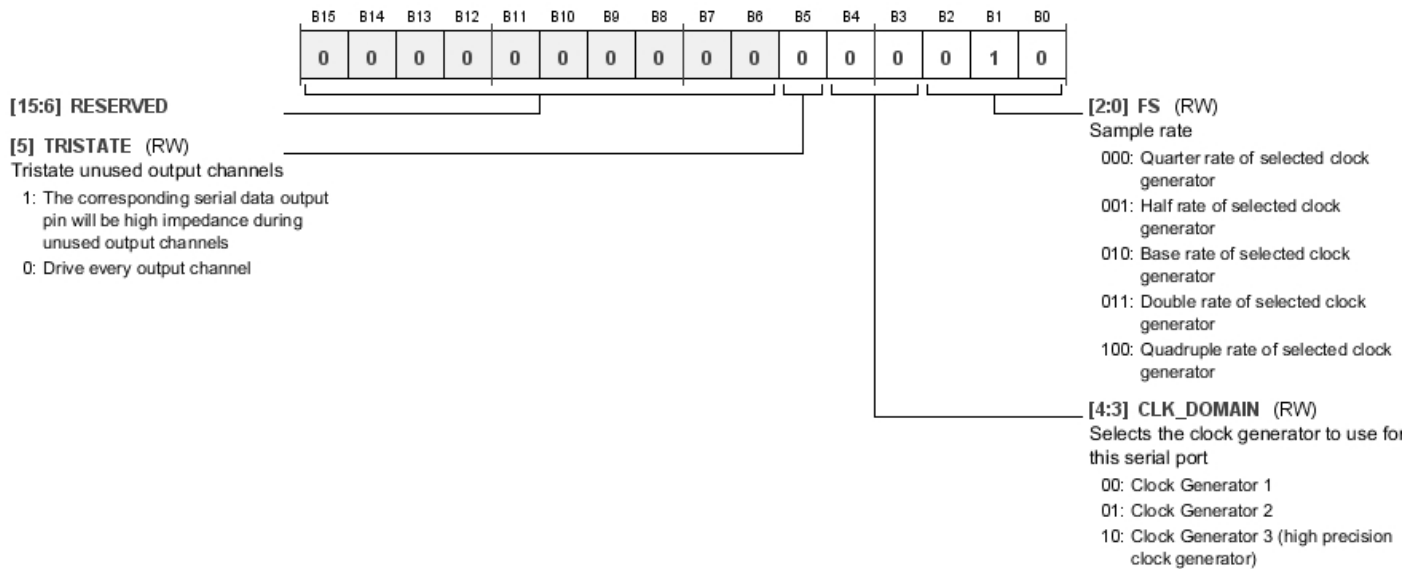 B15 B14 B13 B12 B11 B10 B9 B8 B7 B6 B5 B4 B3 B2 B1 B0
0 0 0 0 0 0 0 0 0 0 0 0 0 0 1 0
[15:6] RESERVED
[5] TRISTATE (RW)
Tristate unused output channels
1: The corresponding serial data output
pin will be high impedance during
unused output channels
0: Drive every output channel
[2:0] FS (RW)
Sample rate
000: Quarter rate of selected clock
generator
001: Half rate of selected clock
generator
010: Base rate of selected clock
generator
011: Double rate of selected clock
generator
100: Quadruple rate of selected clock
generator
[4:3] CLK_DOMAIN (RW)
Selects the clock generator to use for
this serial port
00: Clock Generator 1
01: Clock Generator 2
10: Clock Generator 3 (high precision
clock generator)